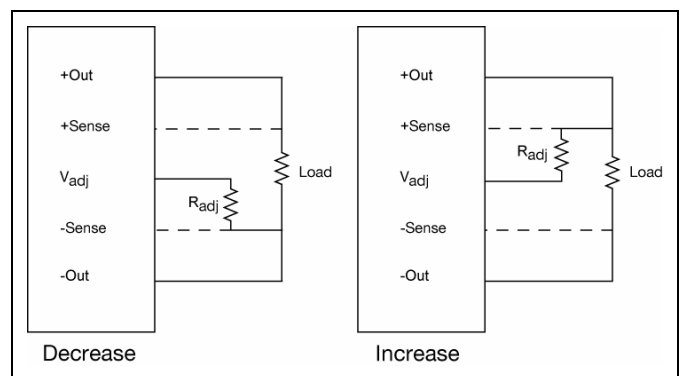 +Out
+Sense
Vadj
Radj
Load
-Sense
-Out
Decrease
+Out
+Sense
Radj
Vadj
Load
-Sense
-Out
Increase